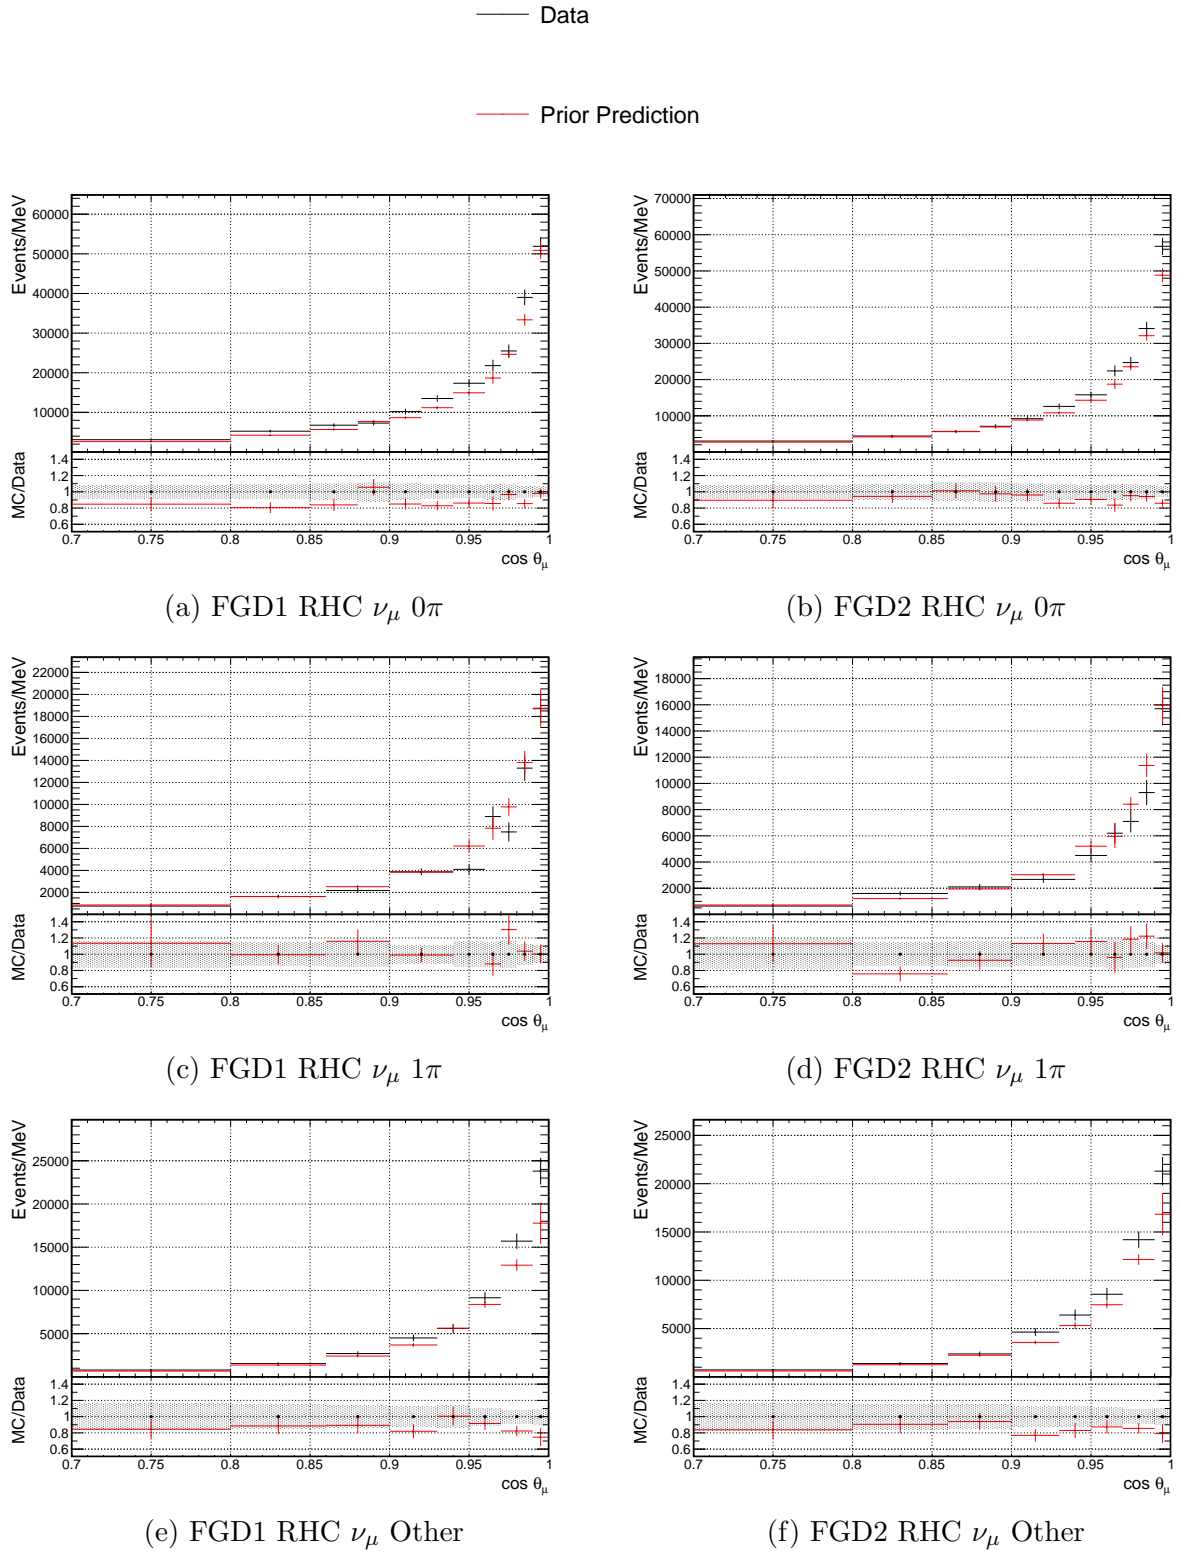 Data
Prior Prediction
Events/MeV
60000
50000
40000
30000
20000
10000
MC/Data
1.4
1.2
1
0.8
0.6
0.7 0.75 0.8 0.85 0.9 0.95 1
cos θμ
(a) FGD1 RHC νμ 0π
Events/MeV
70000
60000
50000
40000
30000
20000
10000
MC/Data
1.4
1.2
1
0.8
0.6
0.7 0.75 0.8 0.85 0.9 0.95 1
cos θμ
(b) FGD2 RHC νμ 0π
Events/MeV
22000
20000
18000
16000
14000
12000
10000
8000
6000
4000
2000
MC/Data
1.4
1.2
1
0.8
0.6
0.7 0.75 0.8 0.85 0.9 0.95 1
cos θμ
(c) FGD1 RHC νμ 1π
Events/MeV
18000
16000
14000
12000
10000
8000
6000
4000
2000
MC/Data
1.4
1.2
1
0.8
0.6
0.7 0.75 0.8 0.85 0.9 0.95 1
cos θμ
(d) FGD2 RHC νμ 1π
Events/MeV
25000
20000
15000
10000
5000
MC/Data
1.4
1.2
1
0.8
0.6
0.7 0.75 0.8 0.85 0.9 0.95 1
cos θμ
(e) FGD1 RHC νμ Other
Events/MeV
25000
20000
15000
10000
5000
MC/Data
1.4
1.2
1
0.8
0.6
0.7 0.75 0.8 0.85 0.9 0.95 1
cos θμ
(f) FGD2 RHC νμ Other